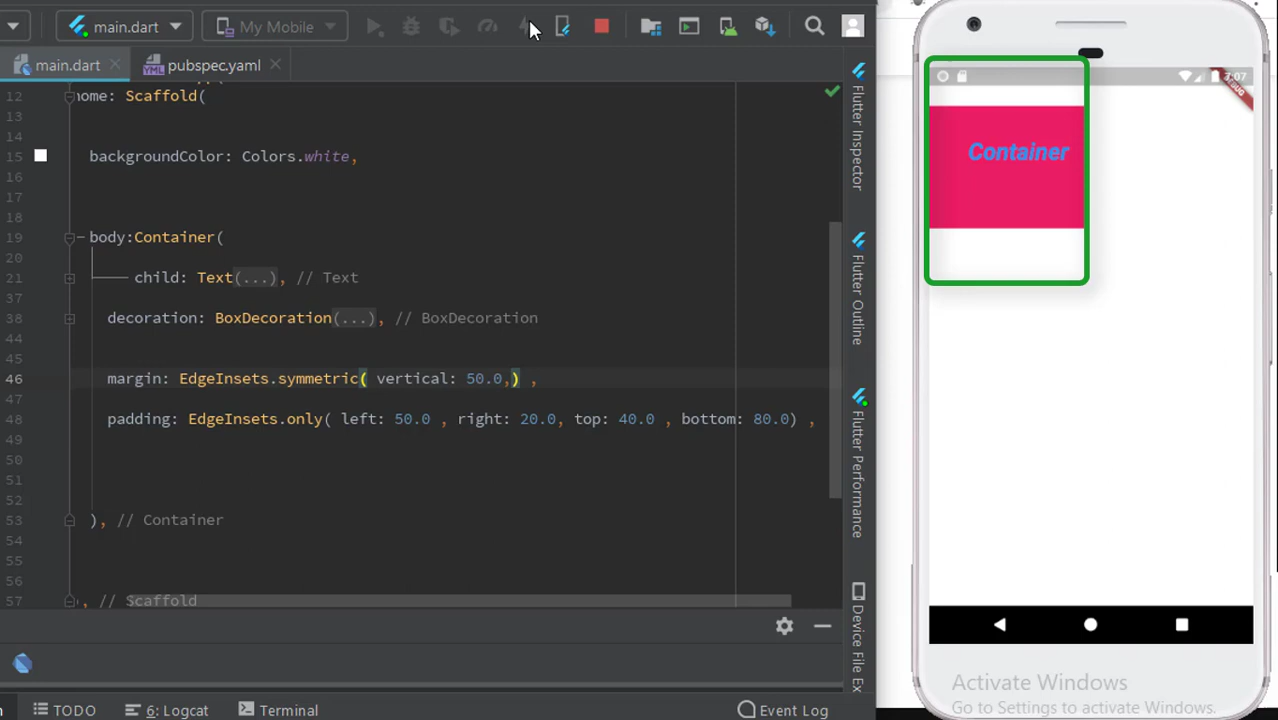 main.dart
My Mobile
main.dart
pubspec.yaml
12 home: Scaffold(
13
14
15 backgroundColor: Colors.white,
16
17
18
19 body:Container(
20
21 child: Text(...), // Text
37
38 decoration: BoxDecoration(...), // BoxDecoration
44
45
46 margin: EdgeInsets.symmetric( vertical: 50.0,) ,
47
48 padding: EdgeInsets.only( left: 50.0 , right: 20.0, top: 40.0 , bottom: 80.0) ,
49
50
51
52
53 ), // Container
54
55
56
57 , // Scaffold
Flutter Inspector
Flutter Outline
Flutter Performance
Device File Ex
TODO
6: Logcat
Terminal
Event Log
7:07
Container
Activate Windows
Go to Settings to activate Windows.